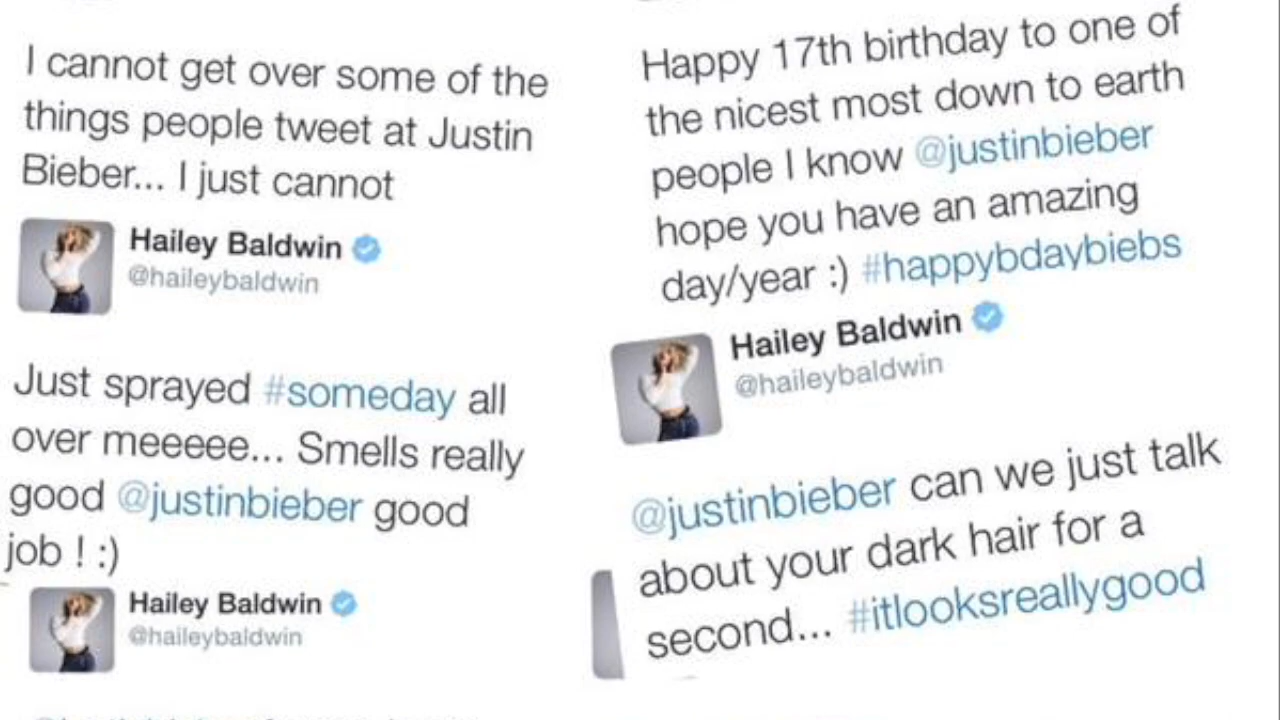 I cannot get over some of the
things people tweet at Justin
Bieber... I just cannot
Hailey Baldwin
@haileybaldwin
Just sprayed #someday all
over meeeee... Smells really
good @justinbieber good
job ! :)
Hailey Baldwin
@haileybaldwin
Happy 17th birthday to one of
the nicest most down to earth
people I know @justinbieber
hope you have an amazing
day/year :) #happybdaybiebs
Hailey Baldwin
@haileybaldwin
@justinbieber can we just talk
about your dark hair for a
second... #itlooksreallygood